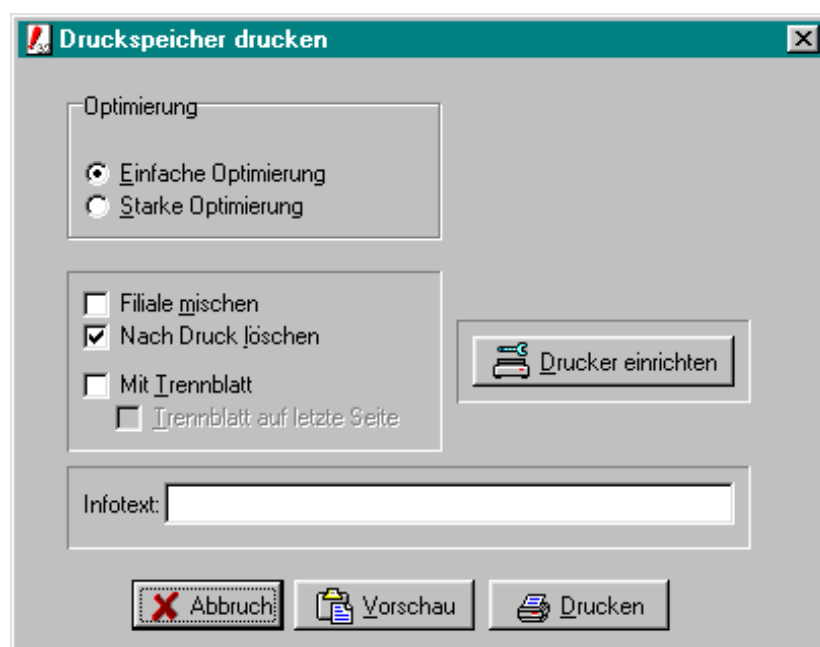 Druckspeicher drucken
Optimierung
Einfache Optimierung
Starke Optimierung
Filiale mischen
Nach Druck löschen
Mit Trennblatt
Trennblatt auf letzte Seite
Drucker einrichten
Infotext:
Abbruch
Vorschau
Drucken